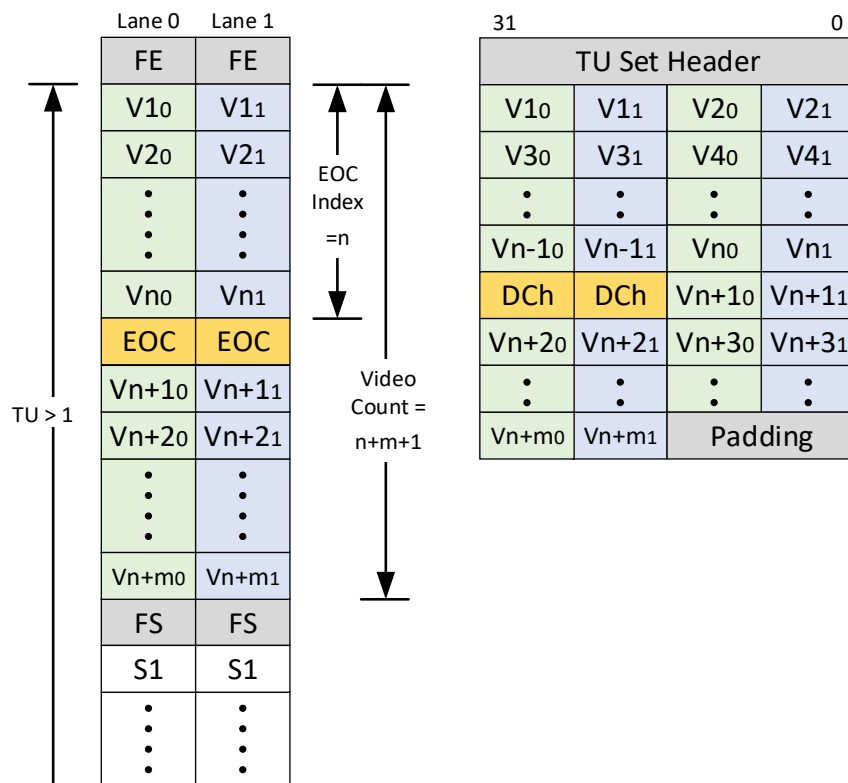 Lane 0 Lane 1
FE FE
V10 V11
V20 V21
Vn0 Vn1
EOC EOC
Vn+10 Vn+11
Vn+20 Vn+21
Vn+m0 Vn+m1
FS FS
S1 S1
TU > 1
EOC
Index
=n
Video
Count =
n+m+1
31 0
TU Set Header
V10 V11 V20 V21
V30 V31 V40 V41
Vn-10 Vn-11 Vn0 Vn1
DCh DCh Vn+10 Vn+11
Vn+20 Vn+21 Vn+30 Vn+31
Vn+m0 Vn+m1 Padding